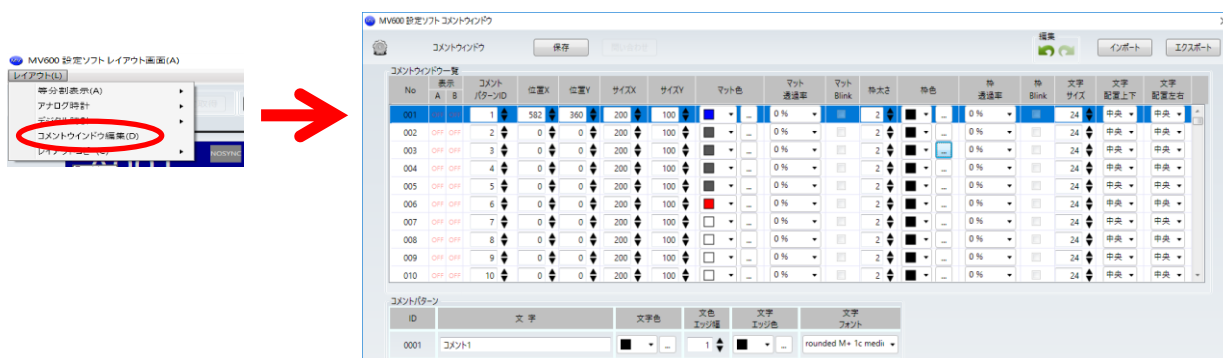 MV600 設定ソフト レイアウト画面(A)
レイアウト(L)
等分割表示(A)
アナログ時計
コメントウインドウ編集(D)
NOSYNC
MV600 設定ソフト コメントウィンドウ
コメントウィンドウ 保存
編集
インポート エクスポート
コメントウィンドウ一覧
No 表示 A B コメントパターンID 位置X 位置Y サイズX サイズY マット色 マット透過率 マットBlink 枠太さ 枠色 枠透過率 枠Blink 文字サイズ 文字配置上下 文字配置左右
001 1 582 360 200 100 ... 0 % 2 ... 0 % 24 中央 中央
002 OFF OFF 2 0 0 200 100 ... 0 % 2 ... 0 % 24 中央 中央
003 OFF OFF 3 0 0 200 100 ... 0 % 2 ... 0 % 24 中央 中央
004 OFF OFF 4 0 0 200 100 ... 0 % 2 ... 0 % 24 中央 中央
005 OFF OFF 5 0 0 200 100 ... 0 % 2 ... 0 % 24 中央 中央
006 OFF OFF 6 0 0 200 100 ... 0 % 2 ... 0 % 24 中央 中央
007 OFF OFF 7 0 0 200 100 ... 0 % 2 ... 0 % 24 中央 中央
008 OFF OFF 8 0 0 200 100 ... 0 % 2 ... 0 % 24 中央 中央
009 OFF OFF 9 0 0 200 100 ... 0 % 2 ... 0 % 24 中央 中央
010 OFF OFF 10 0 0 200 100 ... 0 % 2 ... 0 % 24 中央 中央
コメントパターン
ID 文 字 文字色 文色エッジ幅 文字エッジ色 文字フォント
0001 コメント1 ... 1 ... rounded M+ 1c medi